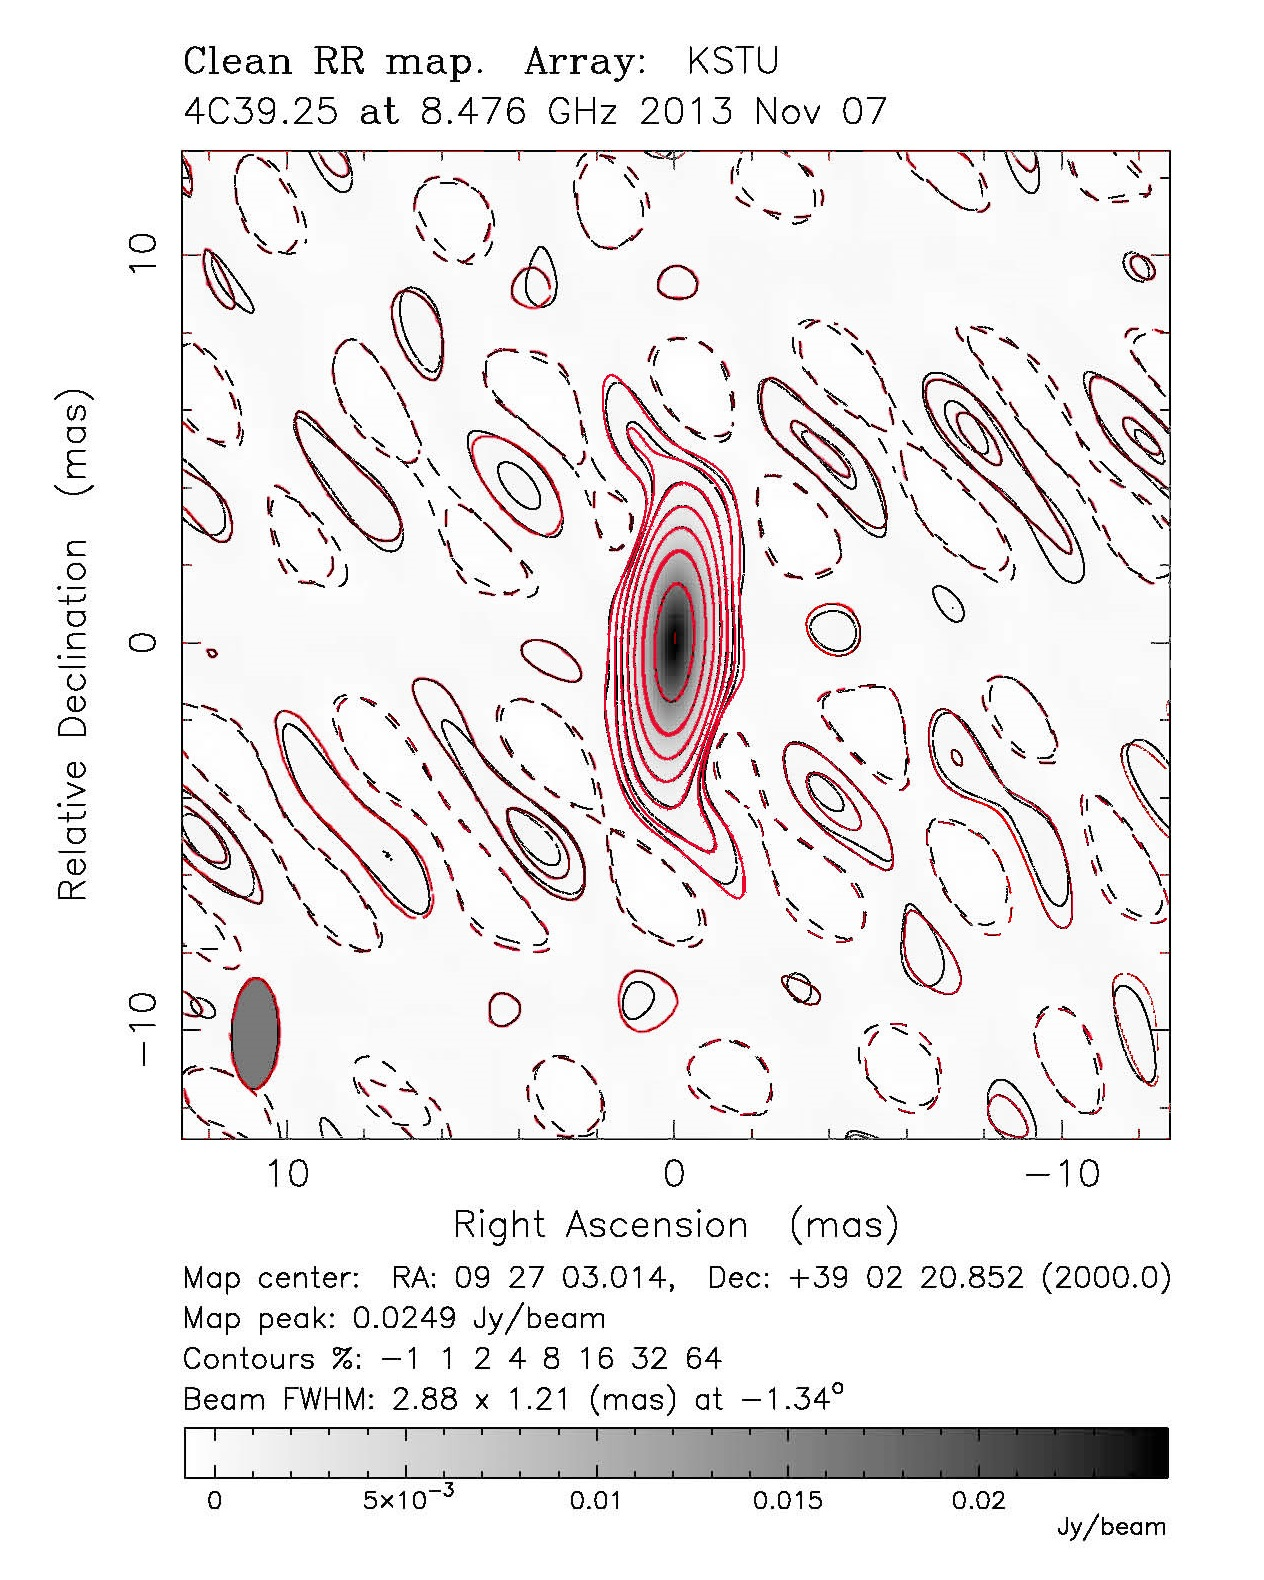 Clean RR map.  Array:  KSTU
4C39.25 at 8.476 GHz 2013 Nov 07
10
0
−10
Relative Declination  (mas)
10
0
−10
Right Ascension  (mas)
Map center:  RA: 09 27 03.014,  Dec: +39 02 20.852 (2000.0)
Map peak: 0.0249 Jy/beam
Contours %: −1 1 2 4 8 16 32 64
Beam FWHM: 2.88 x 1.21 (mas) at −1.34°
0
5×10⁻³
0.01
0.015
0.02
Jy/beam